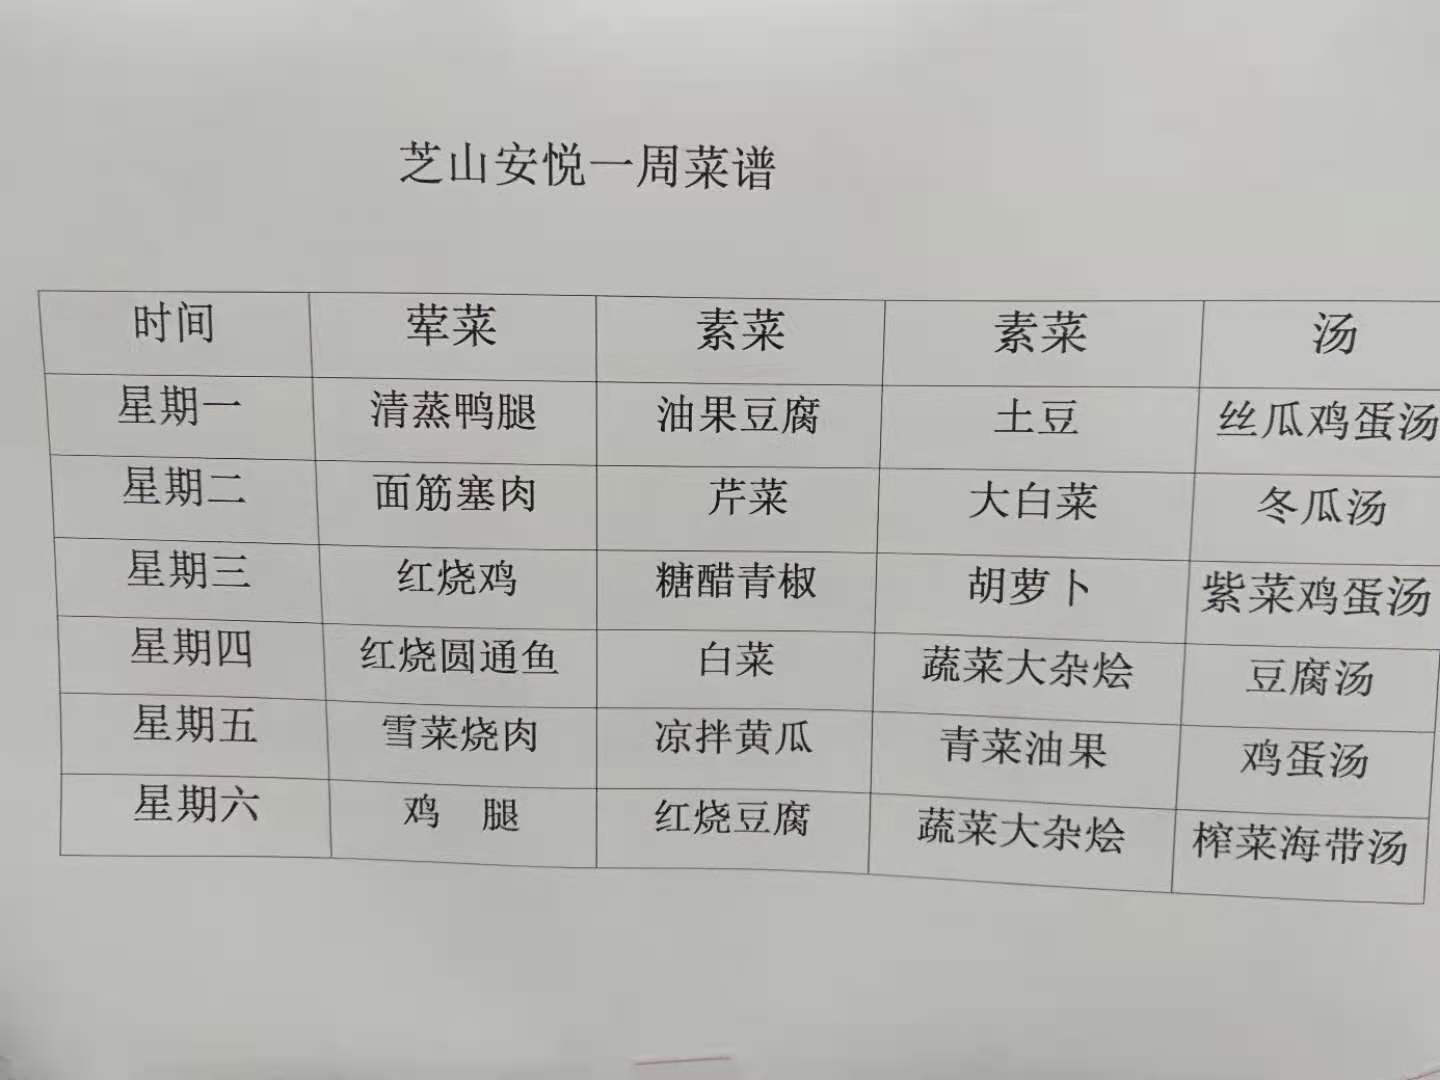 芝山安悦一周菜谱
时间 荤菜 素菜 素菜 汤
星期一 清蒸鸭腿 油果豆腐 土豆 丝瓜鸡蛋汤
星期二 面筋塞肉 芹菜 大白菜 冬瓜汤
星期三 红烧鸡 糖醋青椒 胡萝卜 紫菜鸡蛋汤
星期四 红烧圆通鱼 白菜 蔬菜大杂烩 豆腐汤
星期五 雪菜烧肉 凉拌黄瓜 青菜油果 鸡蛋汤
星期六 鸡 腿 红烧豆腐 蔬菜大杂烩 榨菜海带汤